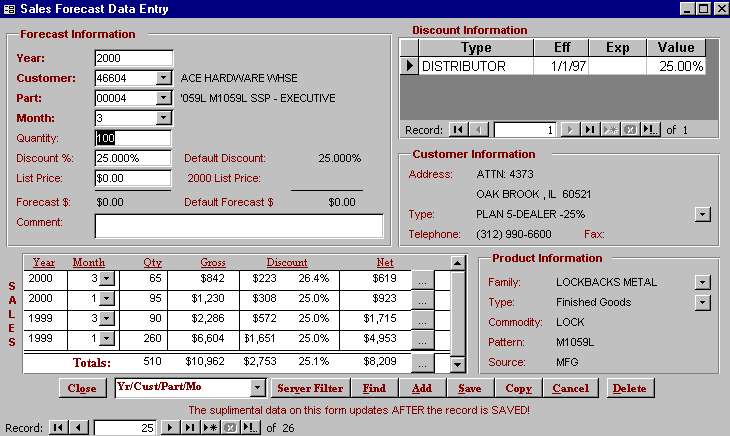 Sales Forecast Data Entry
Forecast Information
Year: 2000
Customer: 46604 ACE HARDWARE WHSE
Part: 00004 '059L M1059L SSP - EXECUTIVE
Month: 3
Quantity: 100
Discount %: 25.000% Default Discount: 25.000%
List Price: $0.00 2000 List Price:
Forecast $: $0.00 Default Forecast $ $0.00
Comment:
Discount Information
Type Eff Exp Value
DISTRIBUTOR 1/1/97 25.00%
Record: 1 of 1
Customer Information
Address: ATTN: 4373
OAK BROOK , IL 60521
Type: PLAN 5-DEALER -25%
Telephone: (312) 990-6600 Fax:
SALES
Year Month Qty Gross Discount Net
2000 3 65 $842 $223 26.4% $619 ...
2000 1 95 $1,230 $308 25.0% $923 ...
1999 3 90 $2,286 $572 25.0% $1,715 ...
1999 1 260 $6,604 $1,651 25.0% $4,953 ...
Totals: 510 $10,962 $2,753 25.1% $8,209 ...
Product Information
Family: LOCKBACKS METAL
Type: Finished Goods
Commodity: LOCK
Pattern: M1059L
Source: MFG
Close Yr/Cust/Part/Mo Server Filter Find Add Save Copy Cancel Delete
The suplimental data on this form updates AFTER the record is SAVED!
Record: 25 of 26